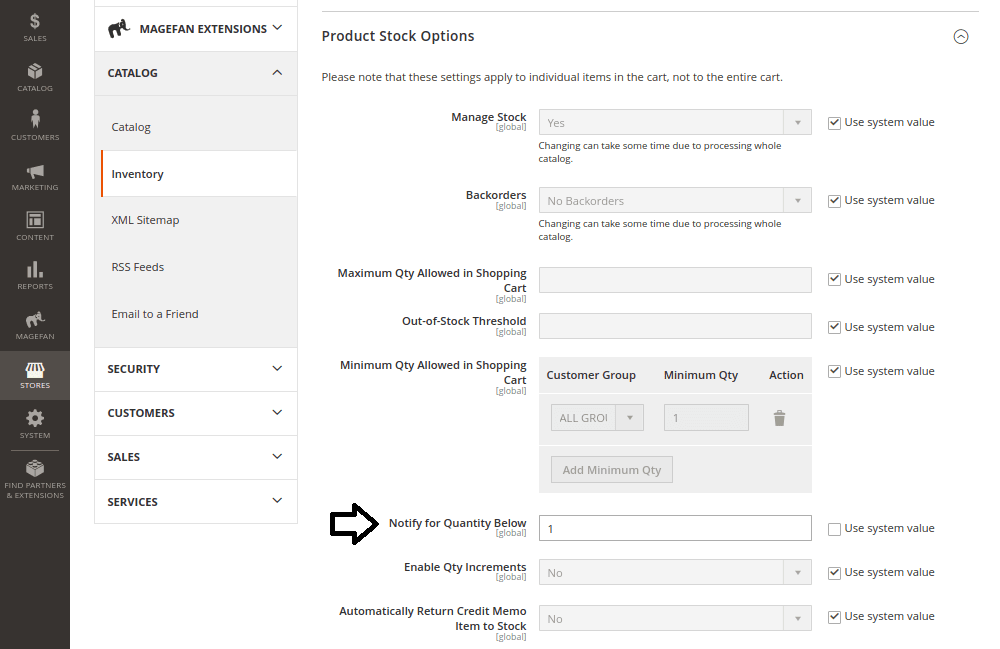 SALES
CATALOG
CUSTOMERS
MARKETING
CONTENT
REPORTS
MAGEFAN
STORES
SYSTEM
FIND PARTNERS
& EXTENSIONS
MAGEFAN EXTENSIONS
CATALOG
Catalog
Inventory
XML Sitemap
RSS Feeds
Email to a Friend
SECURITY
CUSTOMERS
SALES
SERVICES
Product Stock Options
Please note that these settings apply to individual items in the cart, not to the entire cart.
Manage Stock
[global]
Yes
Use system value
Changing can take some time due to processing whole
catalog.
Backorders
[global]
No Backorders
Use system value
Changing can take some time due to processing whole
catalog.
Maximum Qty Allowed in Shopping
Cart
[global]
Use system value
Out-of-Stock Threshold
[global]
Use system value
Minimum Qty Allowed in Shopping
Cart
[global]
Customer Group Minimum Qty Action
Use system value
ALL GROU 1
Add Minimum Qty
Notify for Quantity Below
[global]
1
Use system value
Enable Qty Increments
[global]
No
Use system value
Automatically Return Credit Memo
Item to Stock
[global]
No
Use system value